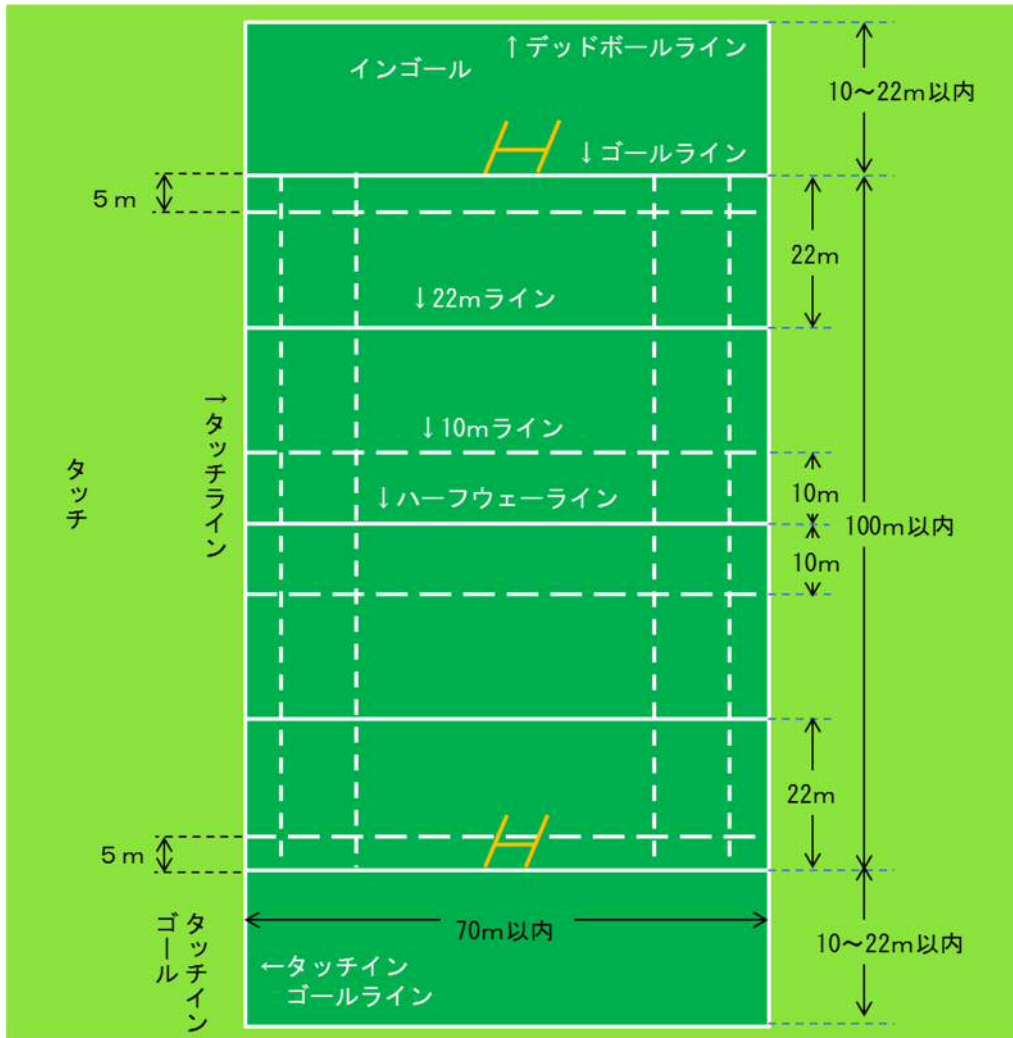 ↑デッドボールライン
インゴール
10～22m以内
↓ゴールライン
5m
22m
↓22mライン
→タッチライン
タッチ
↓10mライン
10m
↓ハーフウェーライン
100m以内
10m
22m
5m
タッチイン
ゴール
70m以内
10～22m以内
←タッチイン
ゴールライン